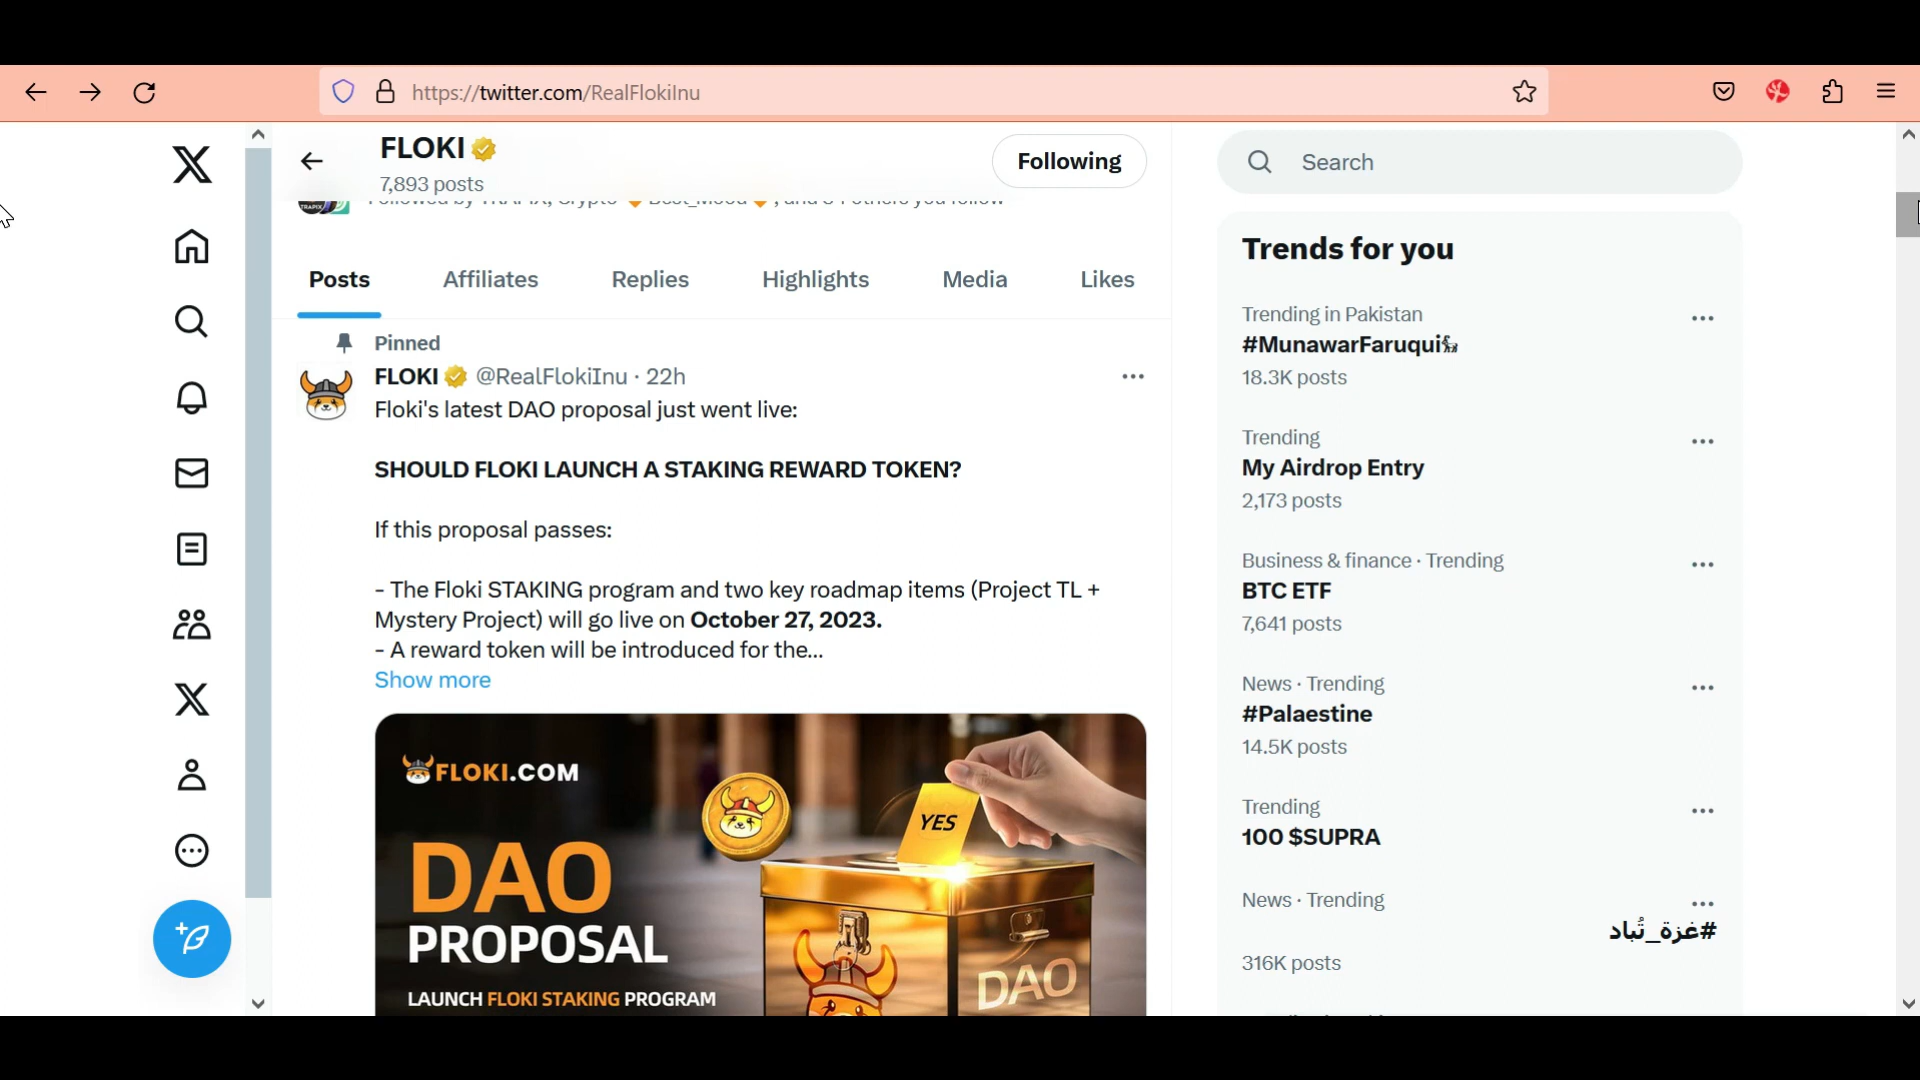 https://twitter.com/RealFlokiInu
FLOKI
7,893 posts
Following
Search
Posts
Affiliates
Replies
Highlights
Media
Likes
Pinned
FLOKI @RealFlokiInu · 22h
Floki's latest DAO proposal just went live:
SHOULD FLOKI LAUNCH A STAKING REWARD TOKEN?
If this proposal passes:
- The Floki STAKING program and two key roadmap items (Project TL +
Mystery Project) will go live on October 27, 2023.
- A reward token will be introduced for the...
Show more
FLOKI.COM
DAO
PROPOSAL
LAUNCH FLOKI STAKING PROGRAM
YES
DAO
Trends for you
Trending in Pakistan
#MunawarFaruqui
18.3K posts
Trending
My Airdrop Entry
2,173 posts
Business & finance · Trending
BTC ETF
7,641 posts
News · Trending
#Palaestine
14.5K posts
Trending
100 $SUPRA
News · Trending
#غزة_تُباد
316K posts